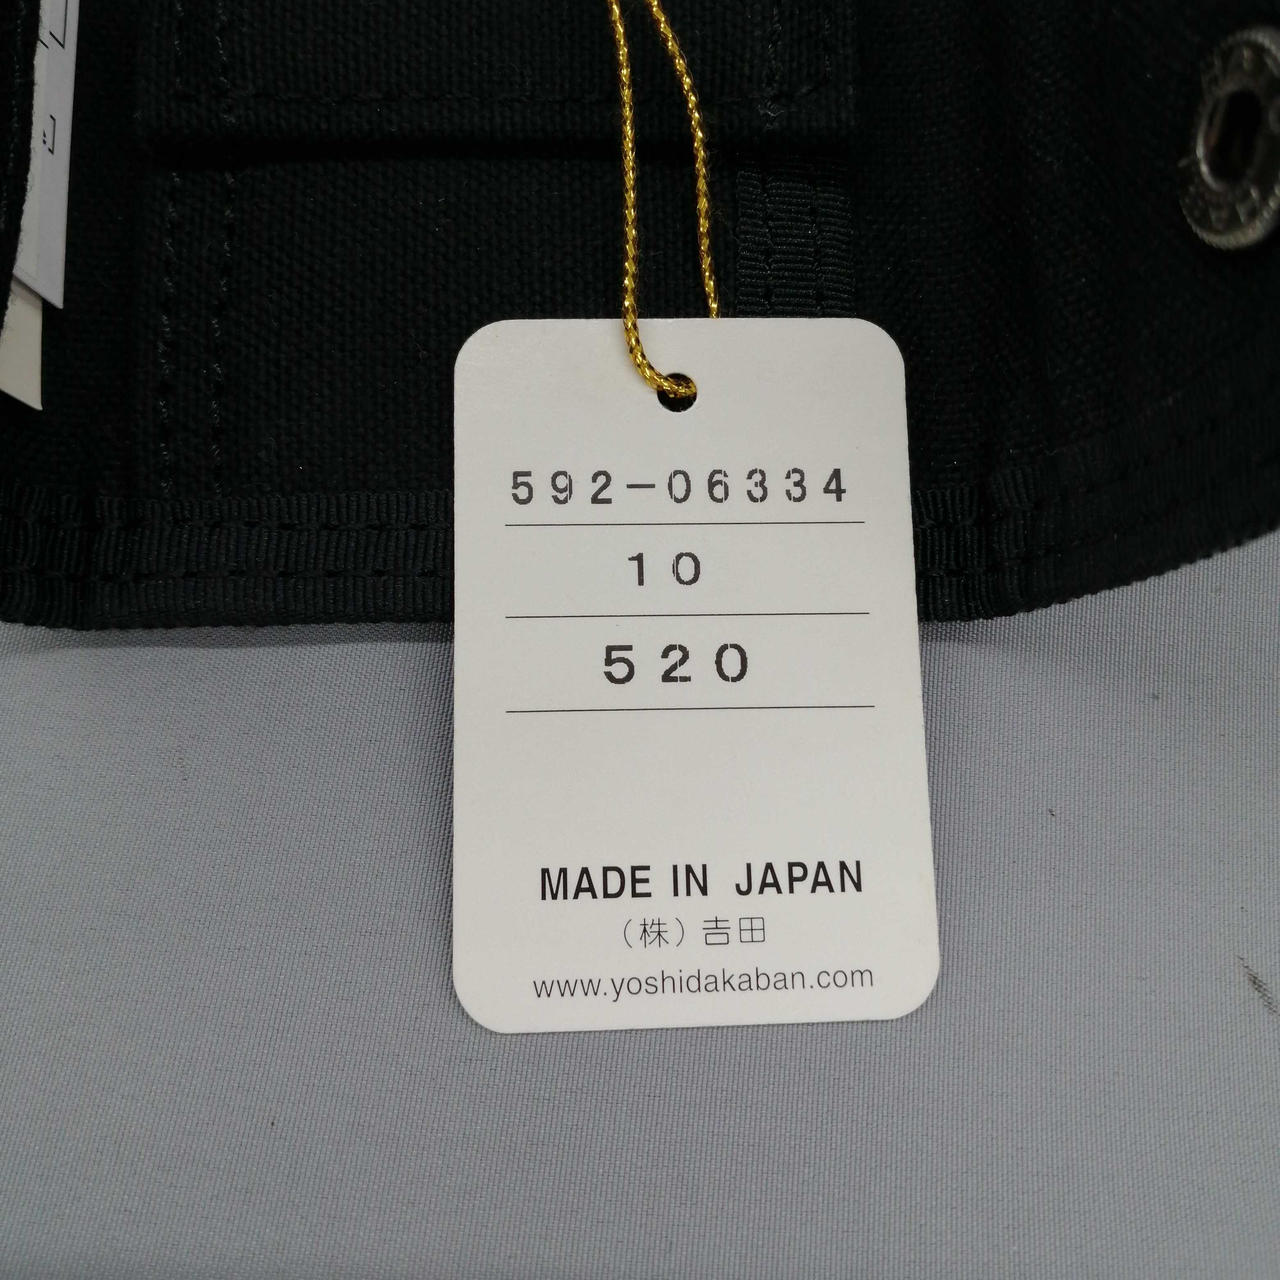 592-06334
10
520
MADE IN JAPAN
（株）吉田
www.yoshidakaban.com